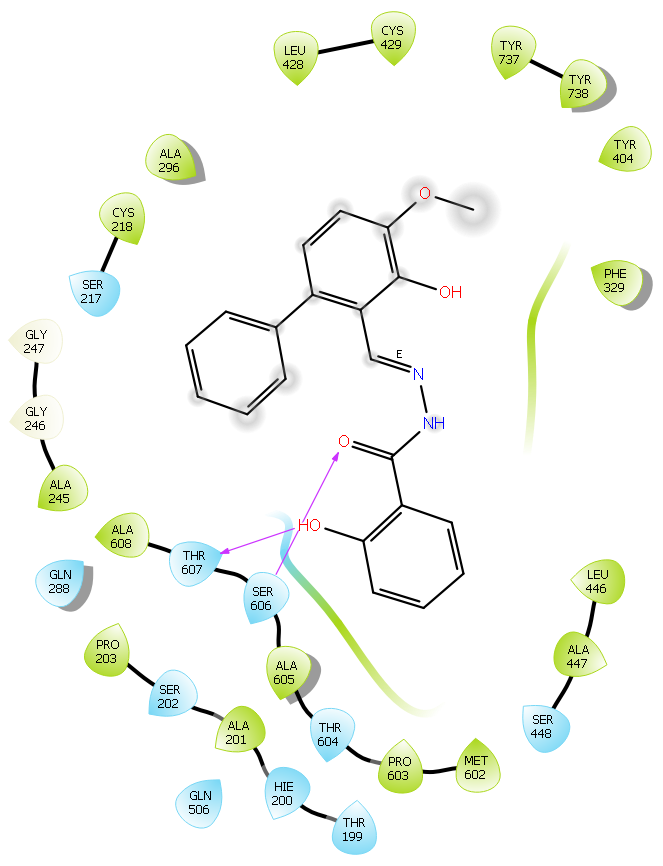 CYS
429
LEU
428
TYR
737
TYR
738
TYR
404
ALA
296
CYS
218
SER
217
O
OH
PHE
329
GLY
247
GLY
246
ALA
245
E
N
NH
O
HO
ALA
608
THR
607
SER
606
GLN
288
LEU
446
ALA
447
SER
448
PRO
203
SER
202
ALA
201
ALA
605
THR
604
PRO
603
MET
602
GLN
506
HIE
200
THR
199